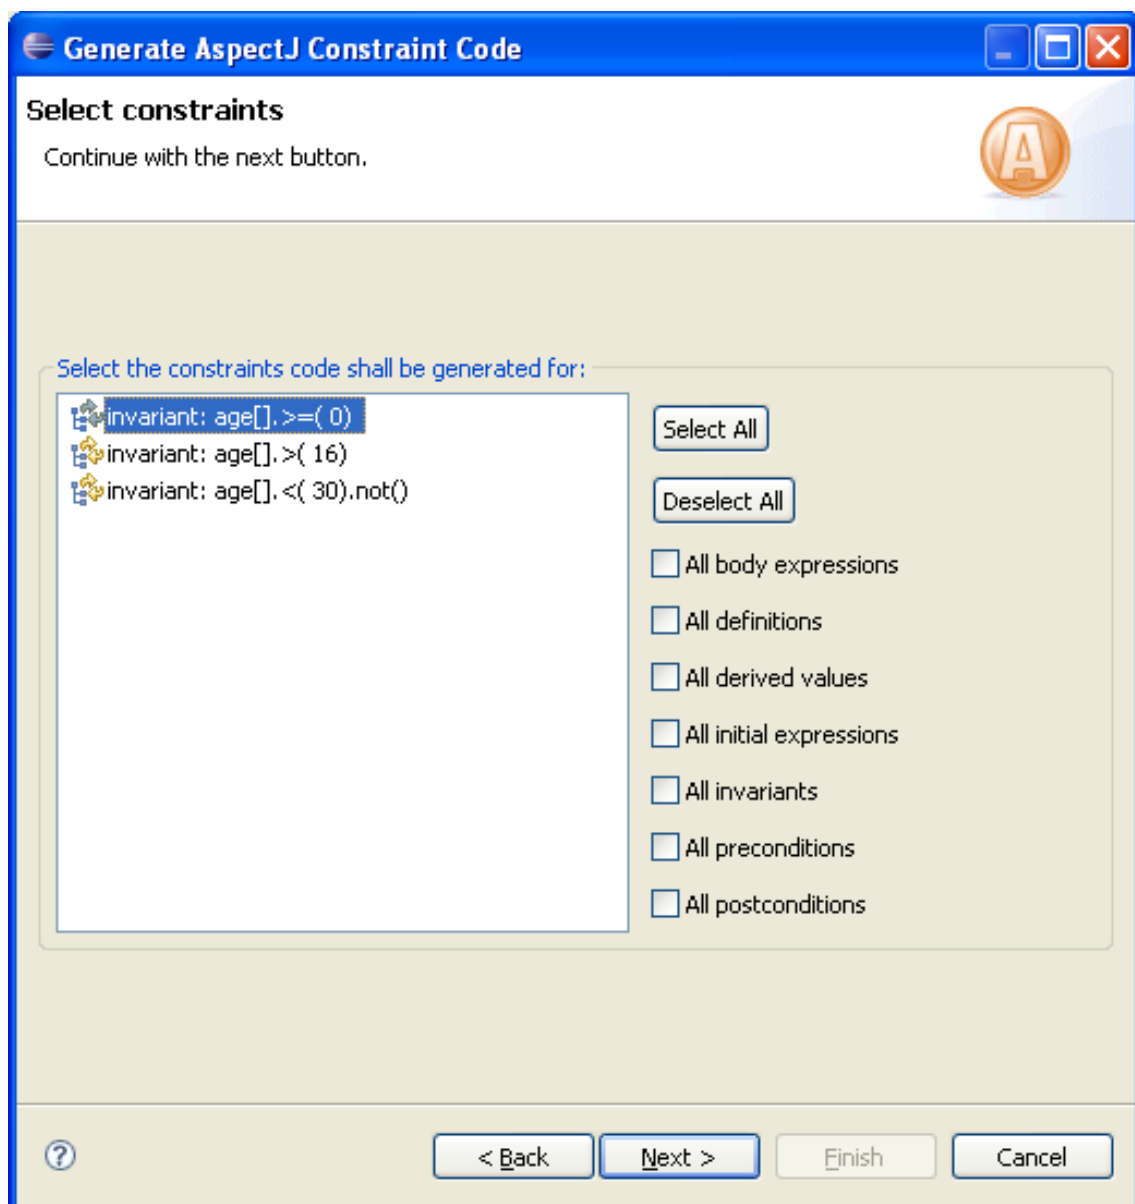 Generate AspectJ Constraint Code
Select constraints
Continue with the next button.
A
Select the constraints code shall be generated for:
invariant: age[].>=( 0)
invariant: age[].>( 16)
invariant: age[].<( 30).not()
Select All
Deselect All
All body expressions
All definitions
All derived values
All initial expressions
All invariants
All preconditions
All postconditions
?
< Back
Next >
Finish
Cancel